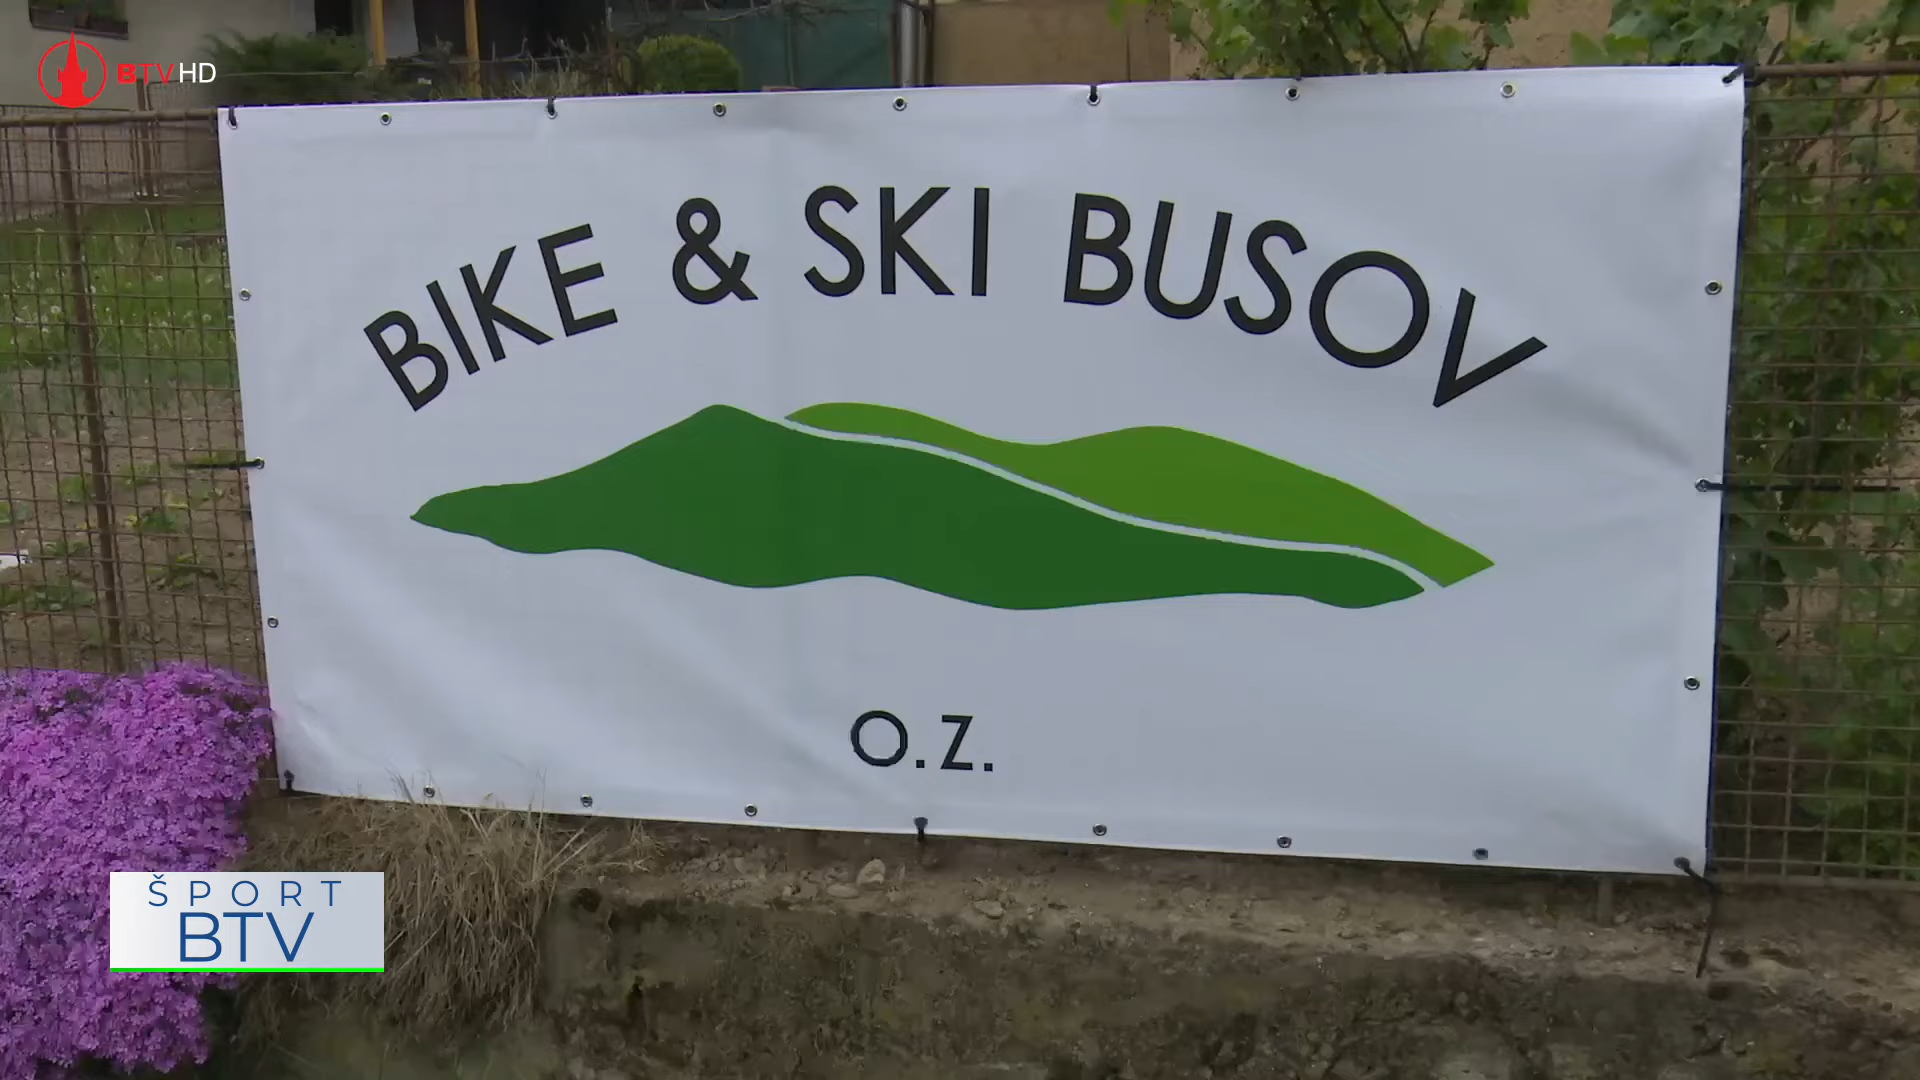 BTV HD
BIKE & SKI BUSOV
O.Z.
ŠPORT
BTV